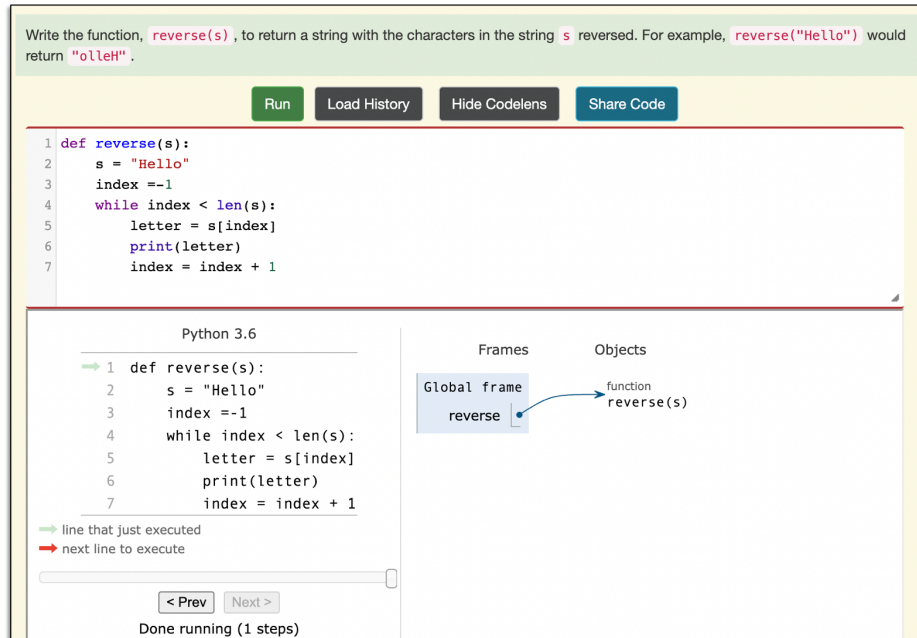 Write the function, reverse(s), to return a string with the characters in the string s reversed. For example, reverse("Hello") would
return "olleH".
Run Load History Hide Codelens Share Code
1 def reverse(s):
2     s = "Hello"
3     index =-1
4     while index < len(s):
5         letter = s[index]
6         print(letter)
7         index = index + 1
Python 3.6
1 def reverse(s):
2     s = "Hello"
3     index =-1
4     while index < len(s):
5         letter = s[index]
6         print(letter)
7         index = index + 1
line that just executed
next line to execute
< Prev Next >
Done running (1 steps)
Frames Objects
Global frame
reverse
function
reverse(s)